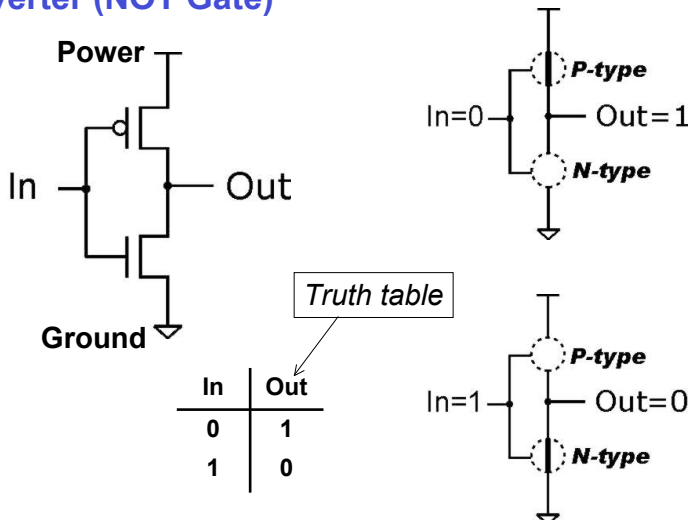 verter (NOT Gate)
Power
In
Out
Ground
Truth table
In Out
0 1
1 0
P-type
In=0 Out=1
N-type
P-type
In=1 Out=0
N-type